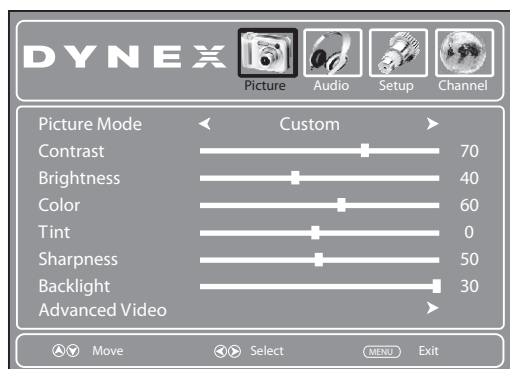 DYNEX
Picture Audio Setup Channel
Picture Mode Custom
Contrast 70
Brightness 40
Color 60
Tint 0
Sharpness 50
Backlight 30
Advanced Video
Move Select MENU Exit